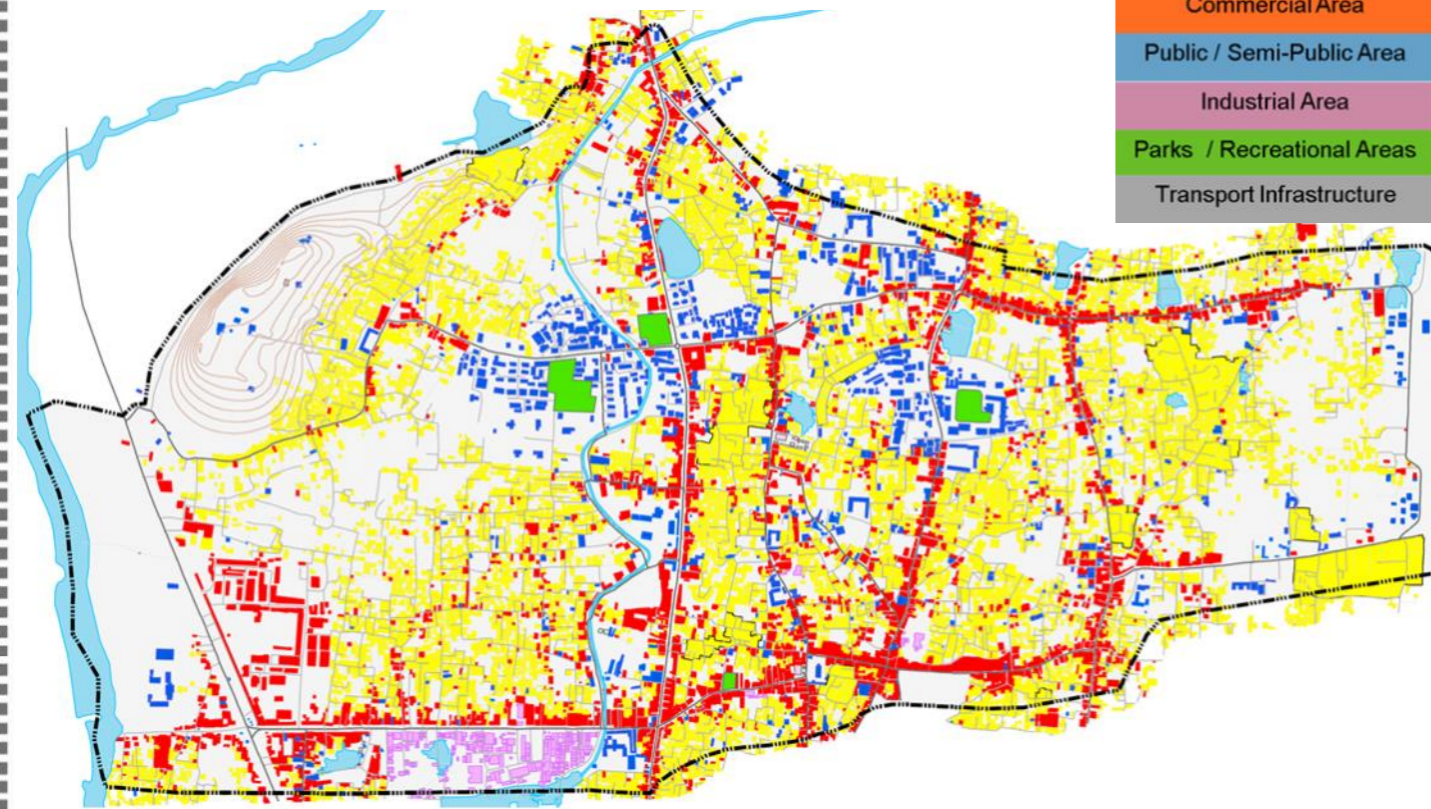 Commercial Area
Public / Semi-Public Area
Industrial Area
Parks / Recreational Areas
Transport Infrastructure